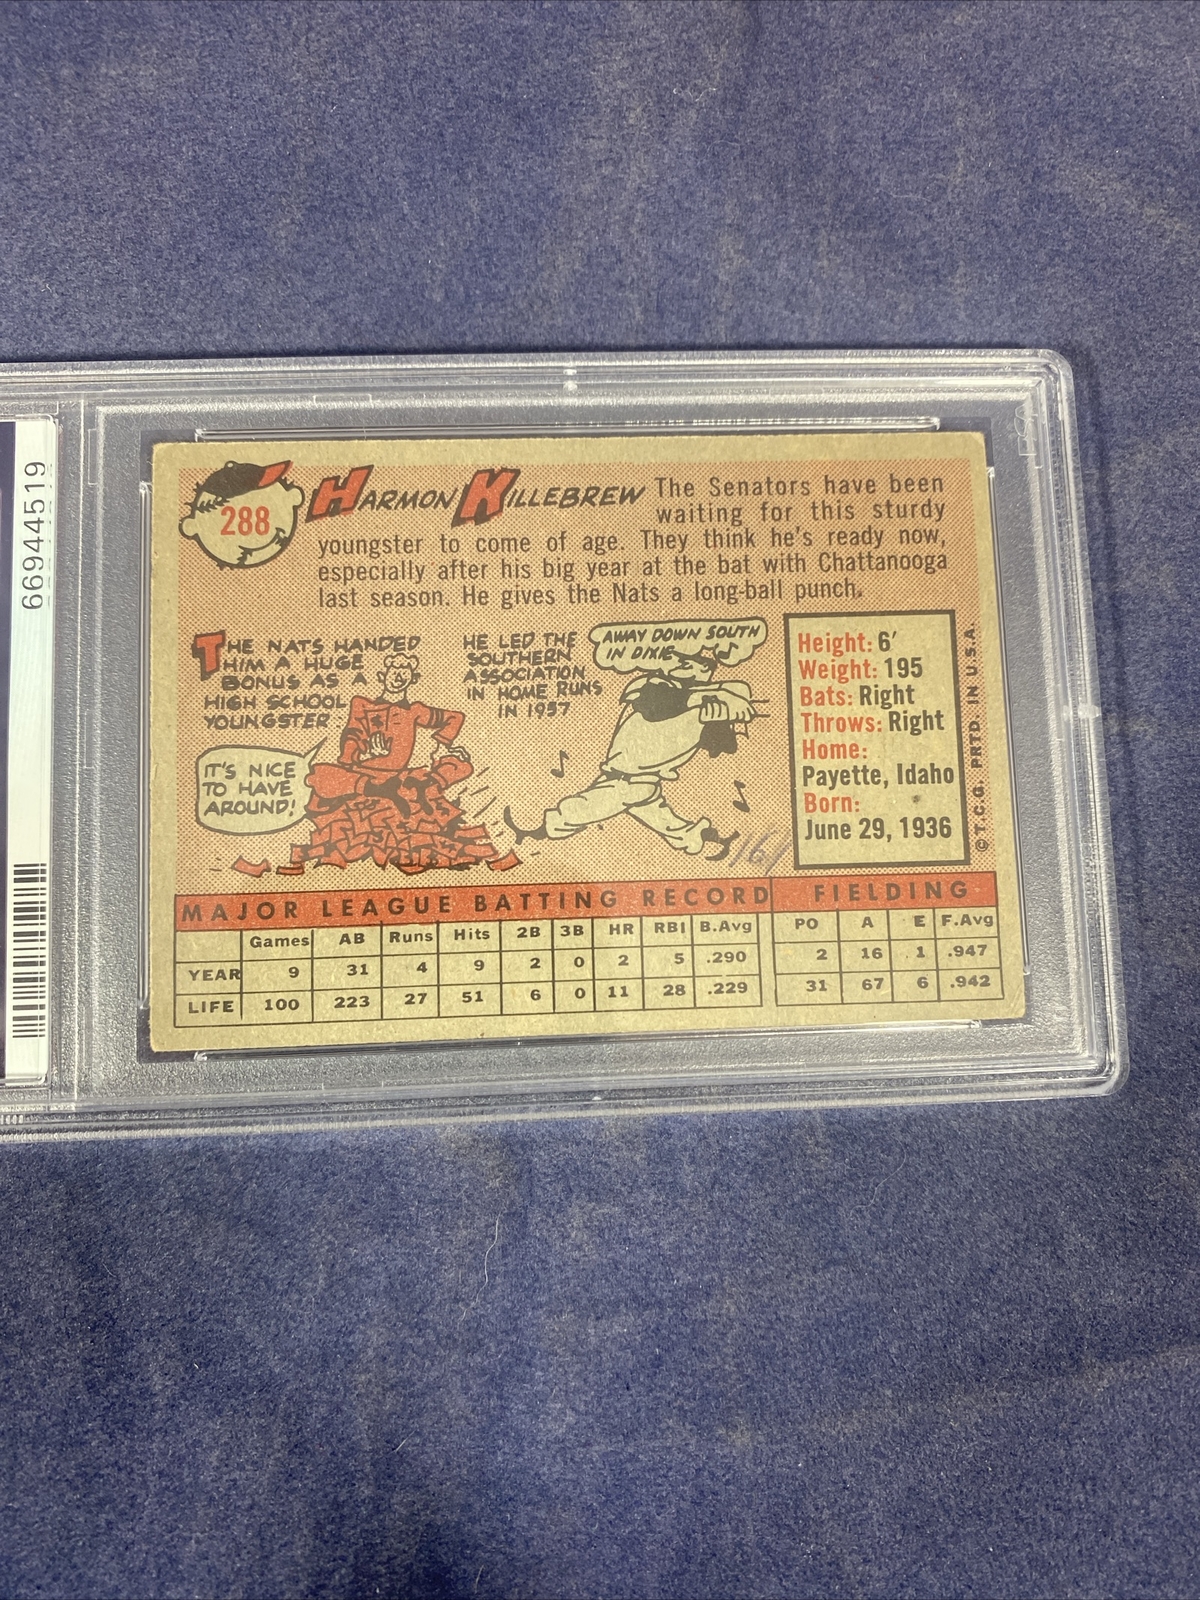 66944519
288
HARMON KILLEBREW
The Senators have been
waiting for this sturdy
youngster to come of age. They think he's ready now,
especially after his big year at the bat with Chattanooga
last season. He gives the Nats a long-ball punch.
THE NATS HANDED
HIM A HUGE
BONUS AS A
HIGH SCHOOL
YOUNGSTER
IT'S NICE
TO HAVE
AROUND!
HE LED THE
SOUTHERN
ASSOCIATION
IN HOME RUNS
IN 1957
AWAY DOWN SOUTH
IN DIXIE
Height: 6'
Weight: 195
Bats: Right
Throws: Right
Home:
Payette, Idaho
Born:
June 29, 1936
© T.C.G. PRTD. IN U.S.A.
MAJOR LEAGUE BATTING RECORD FIELDING
Games AB Runs Hits 2B 3B HR RBI B.Avg PO A E F.Avg
YEAR 9 31 4 9 2 0 2 5 .290 2 16 1 .947
LIFE 100 223 27 51 6 0 11 28 .229 31 67 6 .942